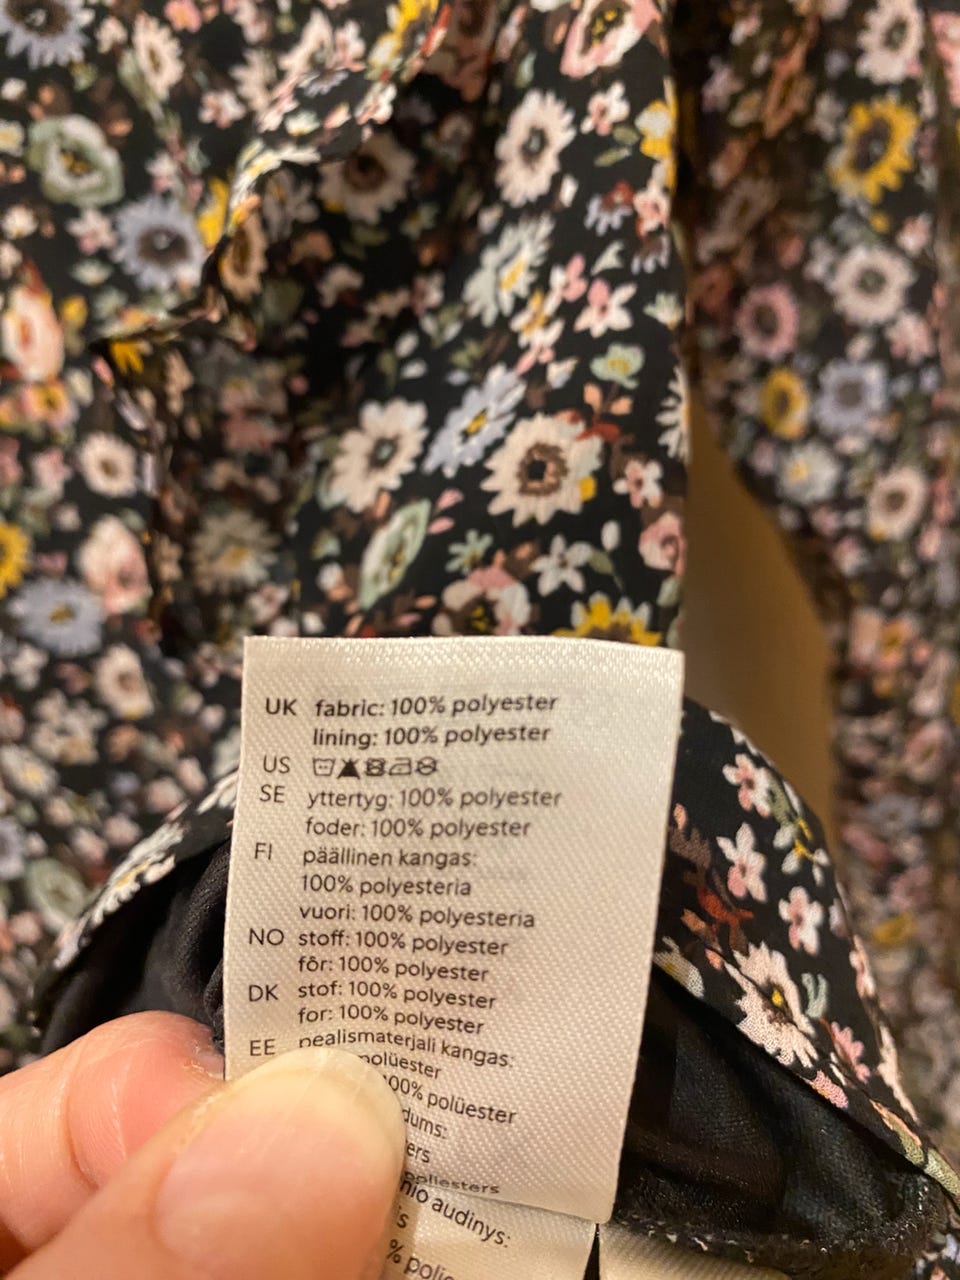 UK fabric: 100% polyester
lining: 100% polyester
US
SE yttertyg: 100% polyester
foder: 100% polyester
FI päällinen kangas:
100% polyesteria
vuori: 100% polyesteria
NO stoff: 100% polyester
fôr: 100% polyester
DK stof: 100% polyester
for: 100% polyester
EE pealismaterjali kangas:
polüester
100% polüester
audinys: